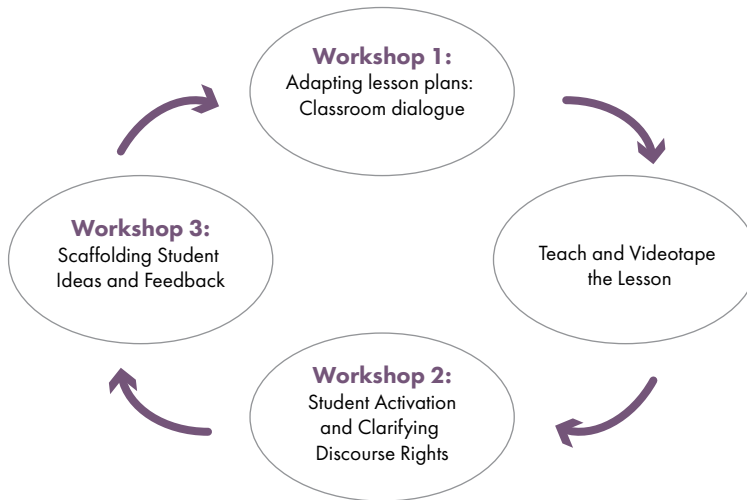 Workshop 1:
Adapting lesson plans:
Classroom dialogue
Teach and Videotape
the Lesson
Workshop 2:
Student Activation
and Clarifying
Discourse Rights
Workshop 3:
Scaffolding Student
Ideas and Feedback